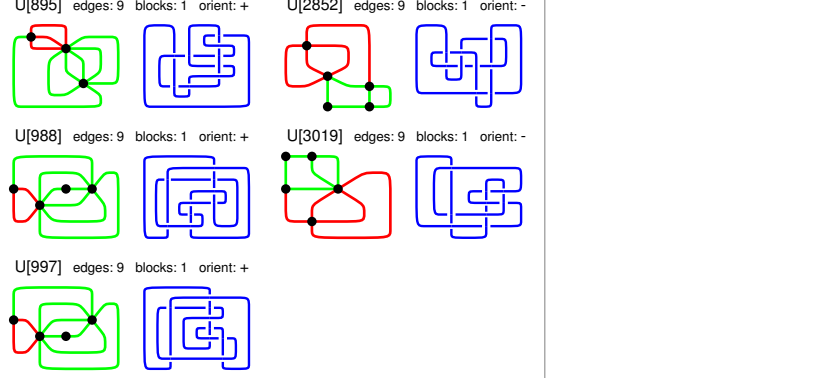 U[895] edges: 9 blocks: 1 orient: +
U[2852] edges: 9 blocks: 1 orient: -
U[988] edges: 9 blocks: 1 orient: +
U[3019] edges: 9 blocks: 1 orient: -
U[997] edges: 9 blocks: 1 orient: +